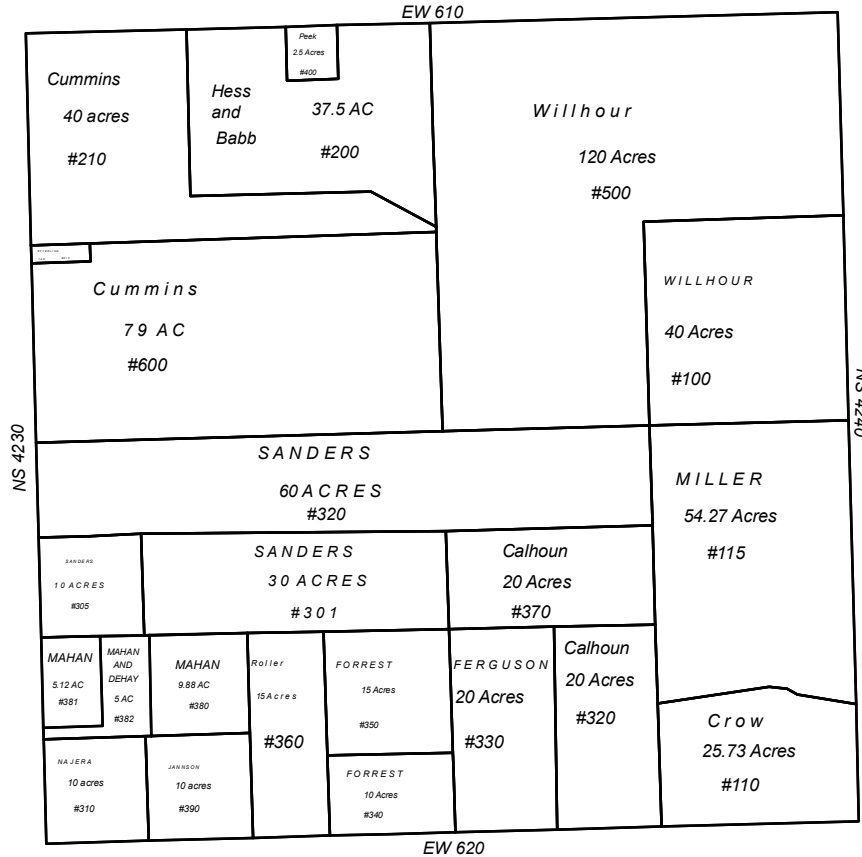 EW 610
Cummins
40 acres
#210
Hess
and
Babb
37.5 AC
#200
Peek
2.5 Acres
#400
Willhour
120 Acres
#500
WILLHOUR
40 Acres
#100
NS 4240
Cummins
79 AC
#600
NS 4230
SANDERS
60 ACRES
#320
MILLER
54.27 Acres
#115
SANDERS
10 ACRES
#305
SANDERS
30 ACRES
#301
Calhoun
20 Acres
#370
MAHAN
5.12 AC
#381
MAHAN
AND
DEHAY
5 AC
#382
MAHAN
9.88 AC
#380
Roller
15 Acres
#360
FORREST
15 Acres
#350
FERGUSON
20 Acres
#330
Calhoun
20 Acres
#320
Crow
25.73 Acres
#110
NAJERA
10 acres
#310
JANNSON
10 acres
#390
FORREST
10 Acres
#340
EW 620